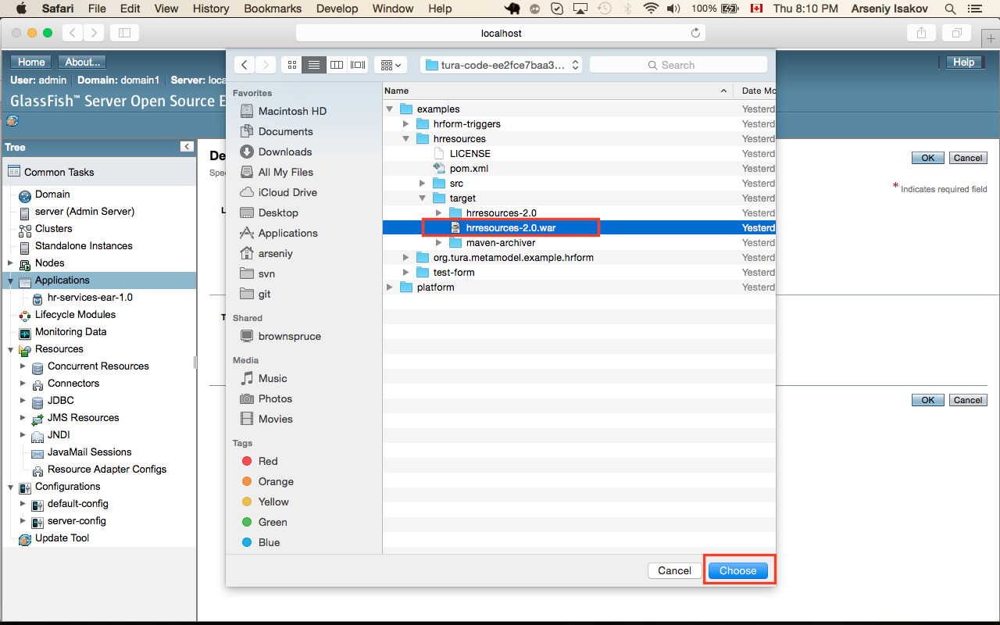 Safari File Edit View History Bookmarks Develop Window Help 100% Thu 8:10 PM Arseniy Isakov
localhost
Home About... Help
User: admin Domain: domain1 Server: loca
GlassFish™ Server Open Source E
Tree
Common Tasks
Domain
server (Admin Server)
Clusters
Standalone Instances
Nodes
Applications
hr-services-ear-1.0
Lifecycle Modules
Monitoring Data
Resources
Concurrent Resources
Connectors
JDBC
JMS Resources
JNDI
JavaMail Sessions
Resource Adapter Configs
Configurations
default-config
server-config
Update Tool
De
Spec
L
T
tura-code-ee2fce7baa3... Search
Favorites
Macintosh HD
Documents
Downloads
All My Files
iCloud Drive
Desktop
Applications
arseniy
svn
git
Shared
brownspruce
Media
Music
Photos
Movies
Tags
Red
Orange
Yellow
Green
Blue
Name Date Mo
examples Yesterd
hrform-triggers Yesterd
hrresources Yesterd
LICENSE Yesterd
pom.xml Yesterd
src Yesterd
target Yesterd
hrresources-2.0 Yesterd
hrresources-2.0.war Yesterd
maven-archiver Yesterd
org.tura.metamodel.example.hrform Yesterd
test-form Yesterd
platform Yesterd
Cancel Choose
OK Cancel
* Indicates required field
OK Cancel